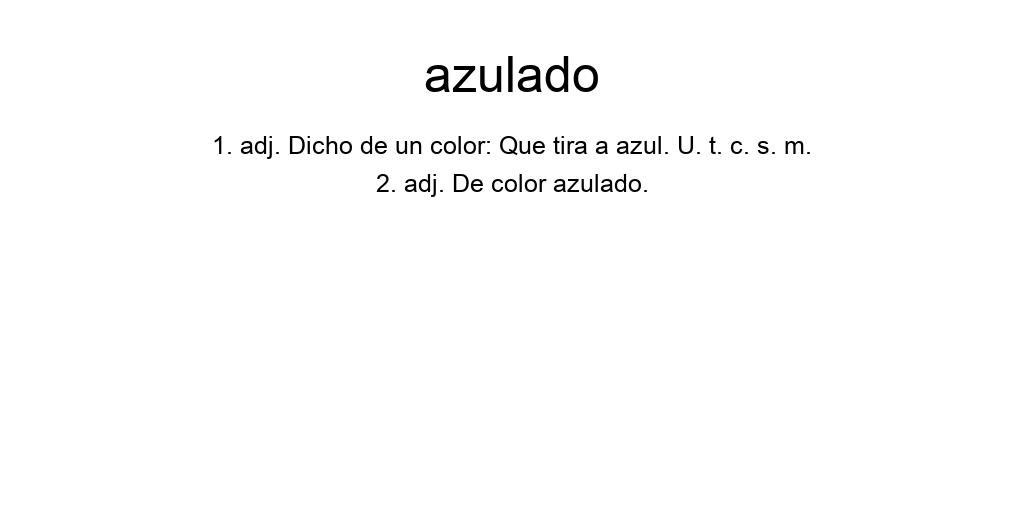 azulado
1. adj. Dicho de un color: Que tira a azul. U. t. c. s. m.
2. adj. De color azulado.